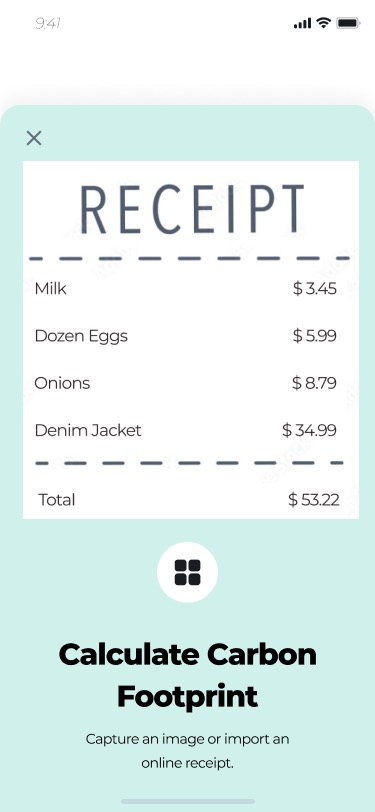 9:41
RECEIPT
Milk $ 3.45
Dozen Eggs $ 5.99
Onions $ 8.79
Denim Jacket $ 34.99
Total $ 53.22
Calculate Carbon
Footprint
Capture an image or import an
online receipt.